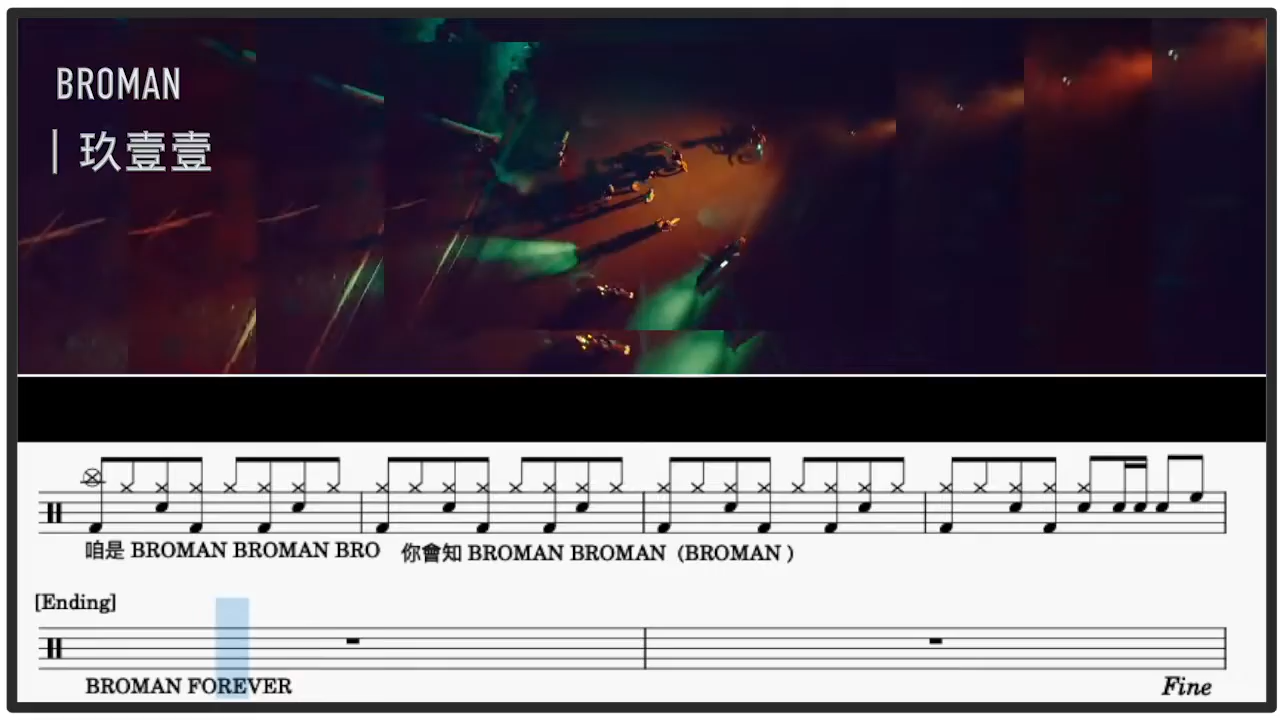 BROMAN
| 玖壹壹
咱是 BROMAN BROMAN BRO 你會知 BROMAN BROMAN (BROMAN )
[Ending]
BROMAN FOREVER
Fine